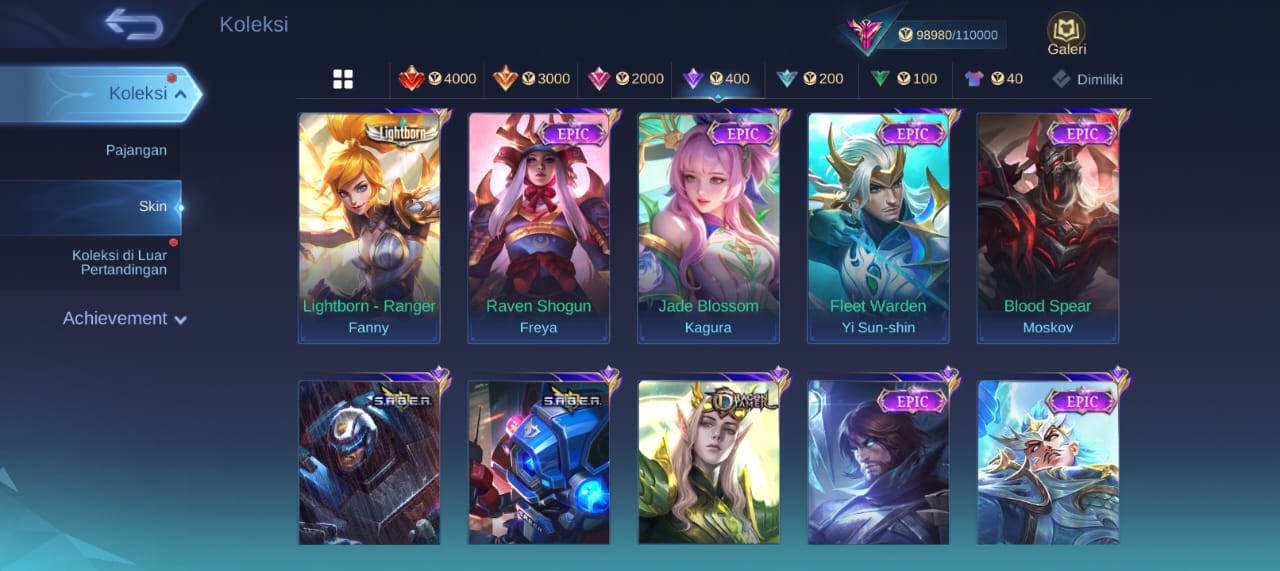 Koleksi
98980/110000
Galeri
4000
3000
2000
400
200
100
40
Dimiliki
Koleksi
Pajangan
Skin
Koleksi di Luar
Pertandingan
Achievement
Lightborn
EPIC
EPIC
EPIC
EPIC
Lightborn - Ranger
Raven Shogun
Jade Blossom
Fleet Warden
Blood Spear
Fanny
Freya
Kagura
Yi Sun-shin
Moskov
S.A.B.E.R.
S.A.B.E.R.
DRAGON
TAMER
EPIC
EPIC